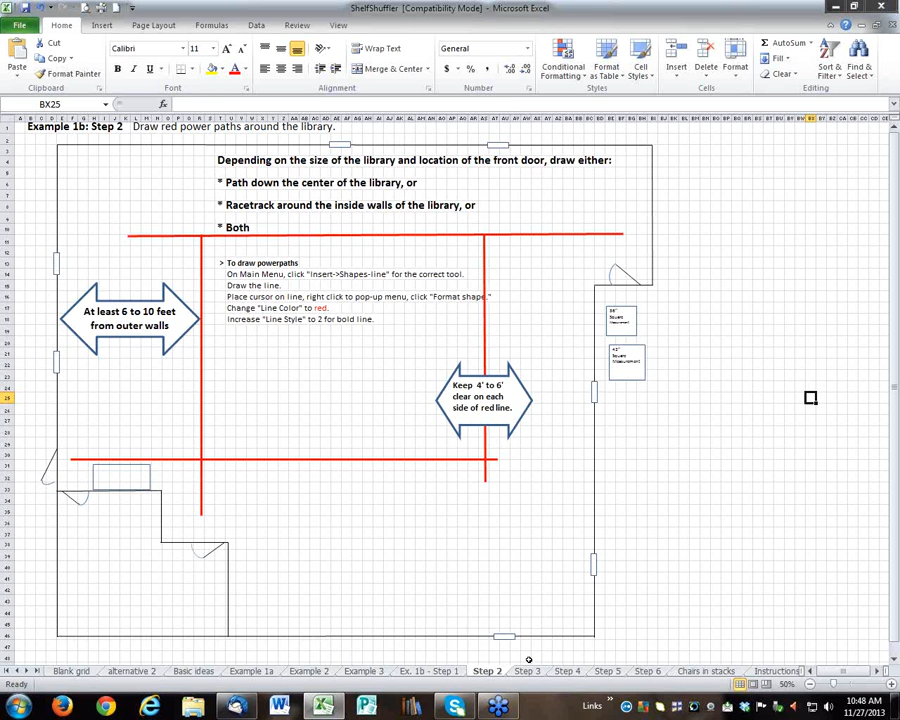 ShelfShuffler [Compatibility Mode] - Microsoft Excel
File Home Insert Page Layout Formulas Data Review View
Paste
Cut
Copy
Format Painter
Clipboard
Calibri 11
B I U
Font
Wrap Text
Merge & Center
Alignment
General
$ % ,
Number
Conditional Formatting
Format as Table
Cell Styles
Styles
Insert Delete Format
Cells
AutoSum
Fill
Clear
Sort & Filter
Find & Select
Editing
BX25
fx
Example 1b: Step 2 Draw red power paths around the library.
Depending on the size of the library and location of the front door, draw either:
* Path down the center of the library, or
* Racetrack around the inside walls of the library, or
* Both
> To draw powerpaths
On Main Menu, click "Insert->Shapes-line" for the correct tool.
Draw the line.
Place cursor on line, right click to pop-up menu, click "Format shape."
Change "Line Color" to red.
Increase "Line Style" to 2 for bold line.
At least 6 to 10 feet
from outer walls
Keep 4' to 6'
clear on each
side of red line.
36"
Square
Measurement
42"
Square
Measurement
Blank grid alternative 2 Basic ideas Example 1a Example 2 Example 3 Ex. 1b - Step 1 Step 2 Step 3 Step 4 Step 5 Step 6 Chairs in stacks Instructions
Ready
50%
Links
10:48 AM
11/27/2013